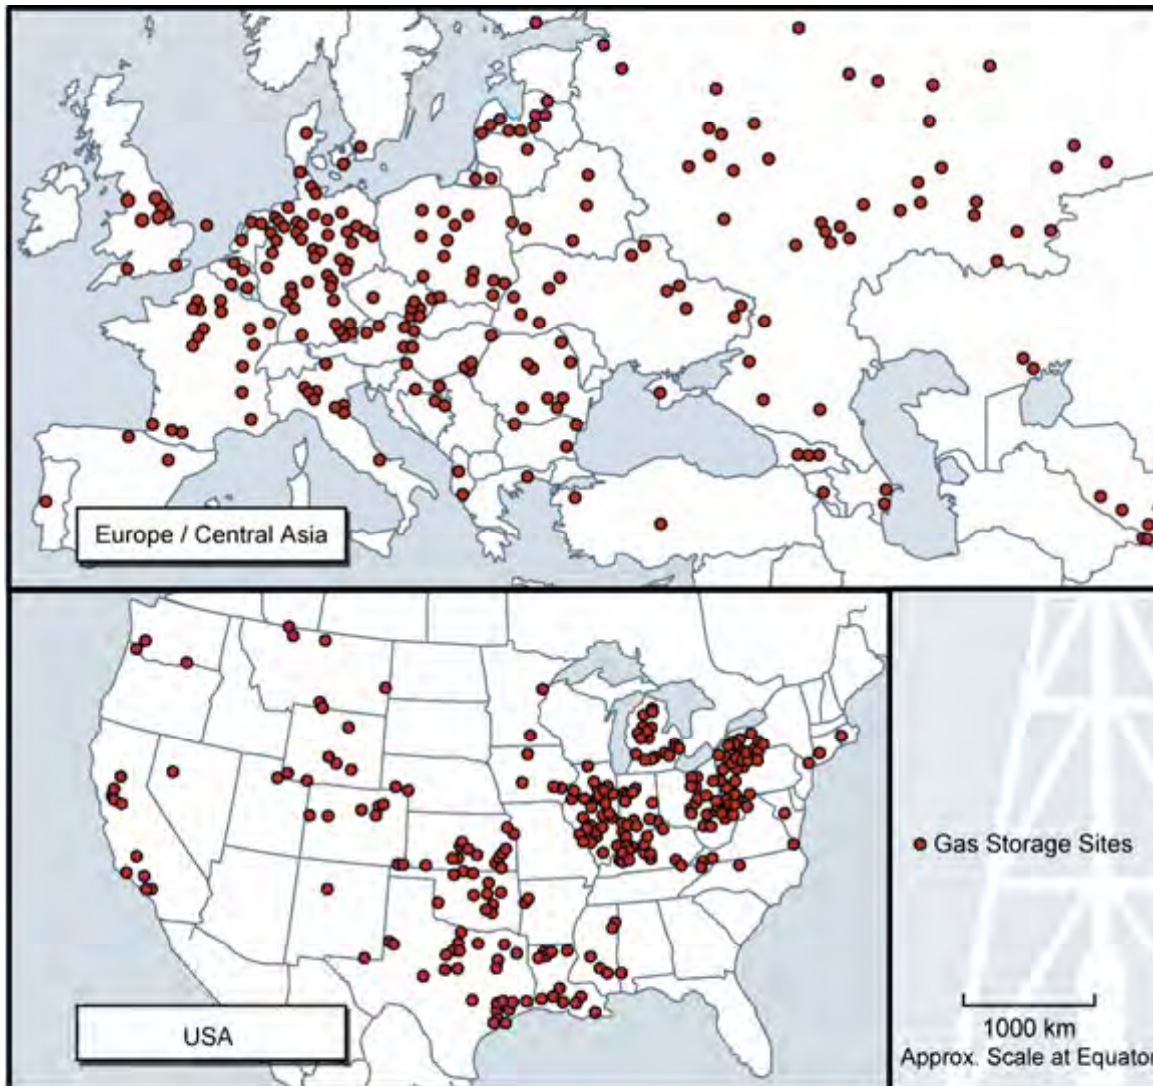 Europe / Central Asia
USA
Gas Storage Sites
1000 km
Approx. Scale at Equator